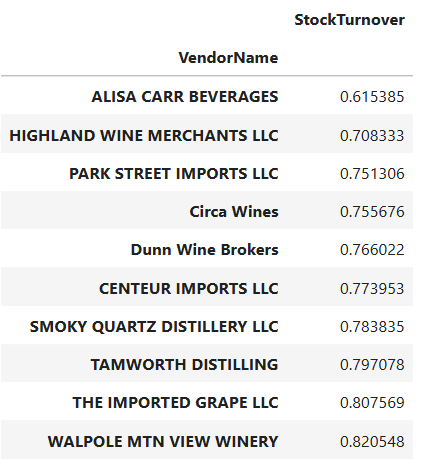 StockTurnover
VendorName
ALISA CARR BEVERAGES 0.615385
HIGHLAND WINE MERCHANTS LLC 0.708333
PARK STREET IMPORTS LLC 0.751306
Circa Wines 0.755676
Dunn Wine Brokers 0.766022
CENTEUR IMPORTS LLC 0.773953
SMOKY QUARTZ DISTILLERY LLC 0.783835
TAMWORTH DISTILLING 0.797078
THE IMPORTED GRAPE LLC 0.807569
WALPOLE MTN VIEW WINERY 0.820548